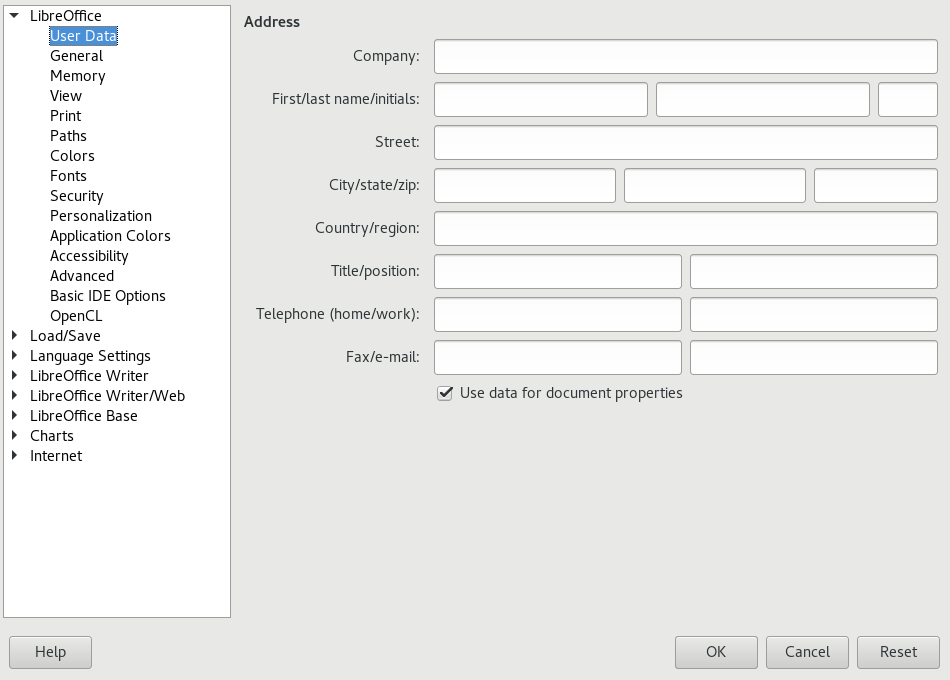 LibreOffice
User Data
General
Memory
View
Print
Paths
Colors
Fonts
Security
Personalization
Application Colors
Accessibility
Advanced
Basic IDE Options
OpenCL
Load/Save
Language Settings
LibreOffice Writer
LibreOffice Writer/Web
LibreOffice Base
Charts
Internet
Address
Company:
First/last name/initials:
Street:
City/state/zip:
Country/region:
Title/position:
Telephone (home/work):
Fax/e-mail:
Use data for document properties
Help
OK
Cancel
Reset